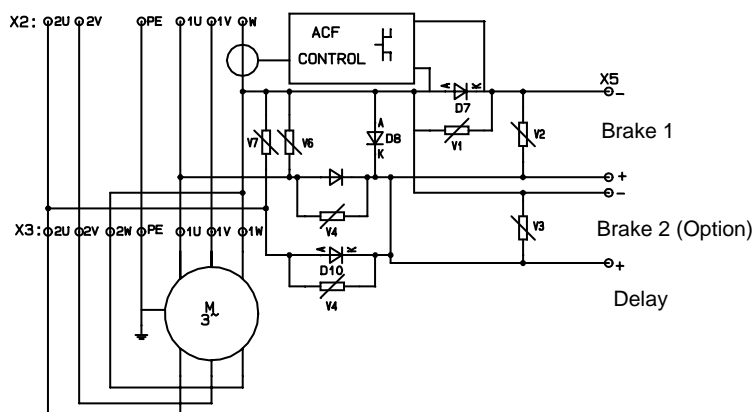 X2: 2U 2V PE 1U 1V 1W
ACF
CONTROL
X5
A K
D7
-
V1
V2
Brake 1
V7 V6
A
D8
K
+
-
V4
V3
Brake 2 (Option)
X3: 2U 2V 2W PE 1U 1V 1W
A K
D10
+
V4
Delay
M
3~